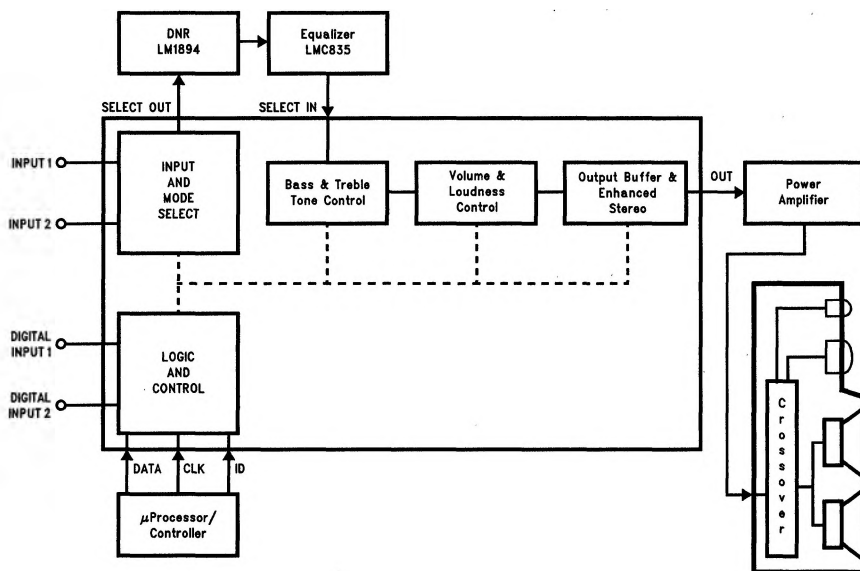 DNR
LM1894
Equalizer
LMC835
SELECT OUT
SELECT IN
INPUT 1
INPUT 2
INPUT
AND
MODE
SELECT
Bass & Treble
Tone Control
Volume &
Loudness
Control
Output Buffer &
Enhanced
Stereo
OUT
Power
Amplifier
DIGITAL
INPUT 1
DIGITAL
INPUT 2
LOGIC
AND
CONTROL
DATA
CLK
ID
μProcessor/
Controller
Crossover